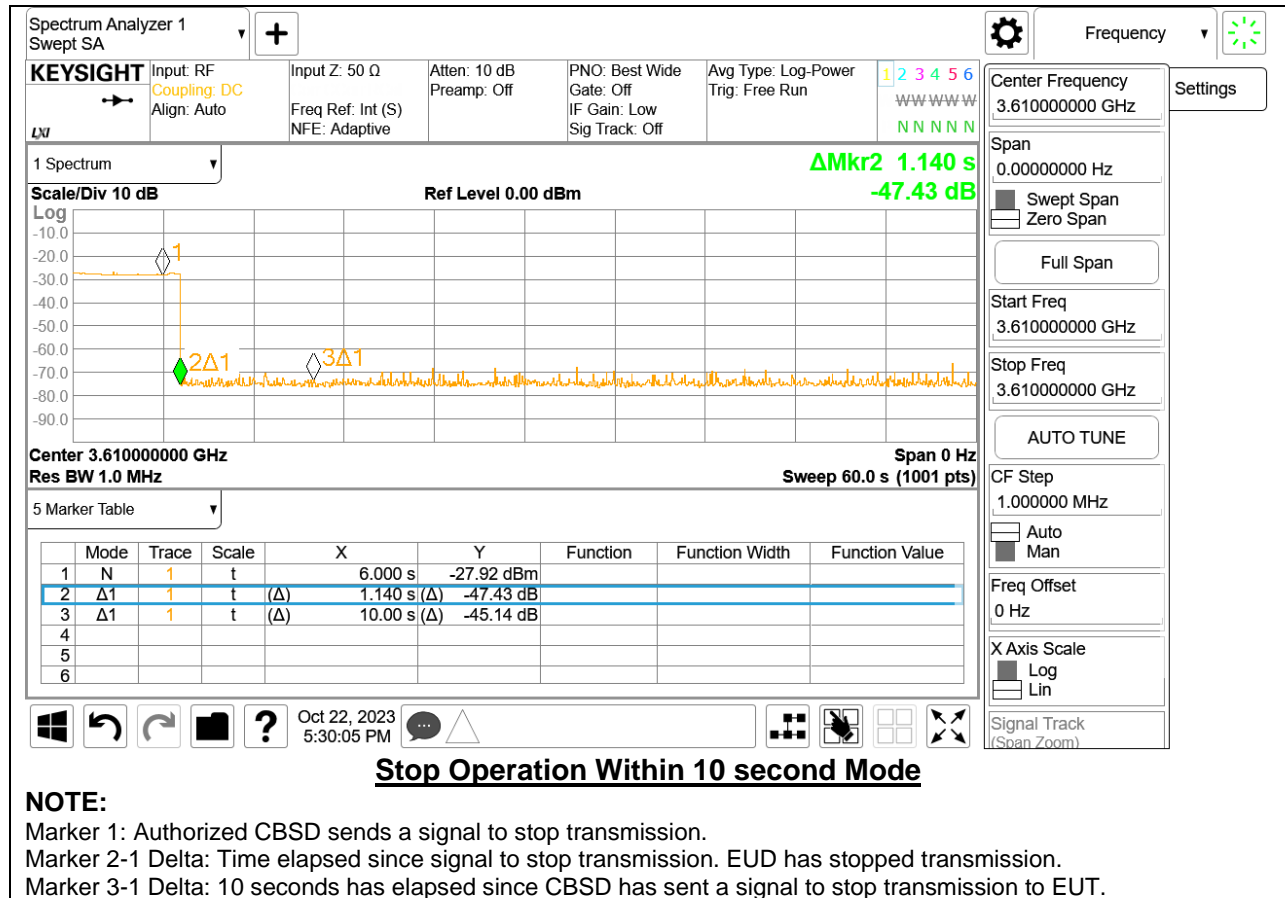 Spectrum Analyzer 1
Swept SA
+
Frequency
KEYSIGHT
Input: RF
Coupling: DC
Align: Auto
LXI
Input Z: 50 Ω
Freq Ref: Int (S)
NFE: Adaptive
Atten: 10 dB
Preamp: Off
PNO: Best Wide
Gate: Off
IF Gain: Low
Sig Track: Off
Avg Type: Log-Power
Trig: Free Run
1 2 3 4 5 6
W W W W W
N N N N N
Center Frequency
3.610000000 GHz
Settings
1 Spectrum
ΔMkr2 1.140 s
-47.43 dB
Scale/Div 10 dB
Ref Level 0.00 dBm
Log
-10.0
-20.0
-30.0
-40.0
-50.0
-60.0
-70.0
-80.0
-90.0
1
2Δ1
3Δ1
Center 3.610000000 GHz
Span 0 Hz
Res BW 1.0 MHz
Sweep 60.0 s (1001 pts)
Span
0.00000000 Hz
Swept Span
Zero Span
Full Span
Start Freq
3.610000000 GHz
Stop Freq
3.610000000 GHz
AUTO TUNE
CF Step
1.000000 MHz
Auto
Man
Freq Offset
0 Hz
X Axis Scale
Log
Lin
Signal Track
(Span Zoom)
5 Marker Table
Mode Trace Scale X Y Function Function Width Function Value
1 N 1 t 6.000 s -27.92 dBm
2 Δ1 1 t (Δ) 1.140 s (Δ) -47.43 dB
3 Δ1 1 t (Δ) 10.00 s (Δ) -45.14 dB
4
5
6
?
Oct 22, 2023
5:30:05 PM
Stop Operation Within 10 second Mode
NOTE:
Marker 1: Authorized CBSD sends a signal to stop transmission.
Marker 2-1 Delta: Time elapsed since signal to stop transmission. EUD has stopped transmission.
Marker 3-1 Delta: 10 seconds has elapsed since CBSD has sent a signal to stop transmission to EUT.